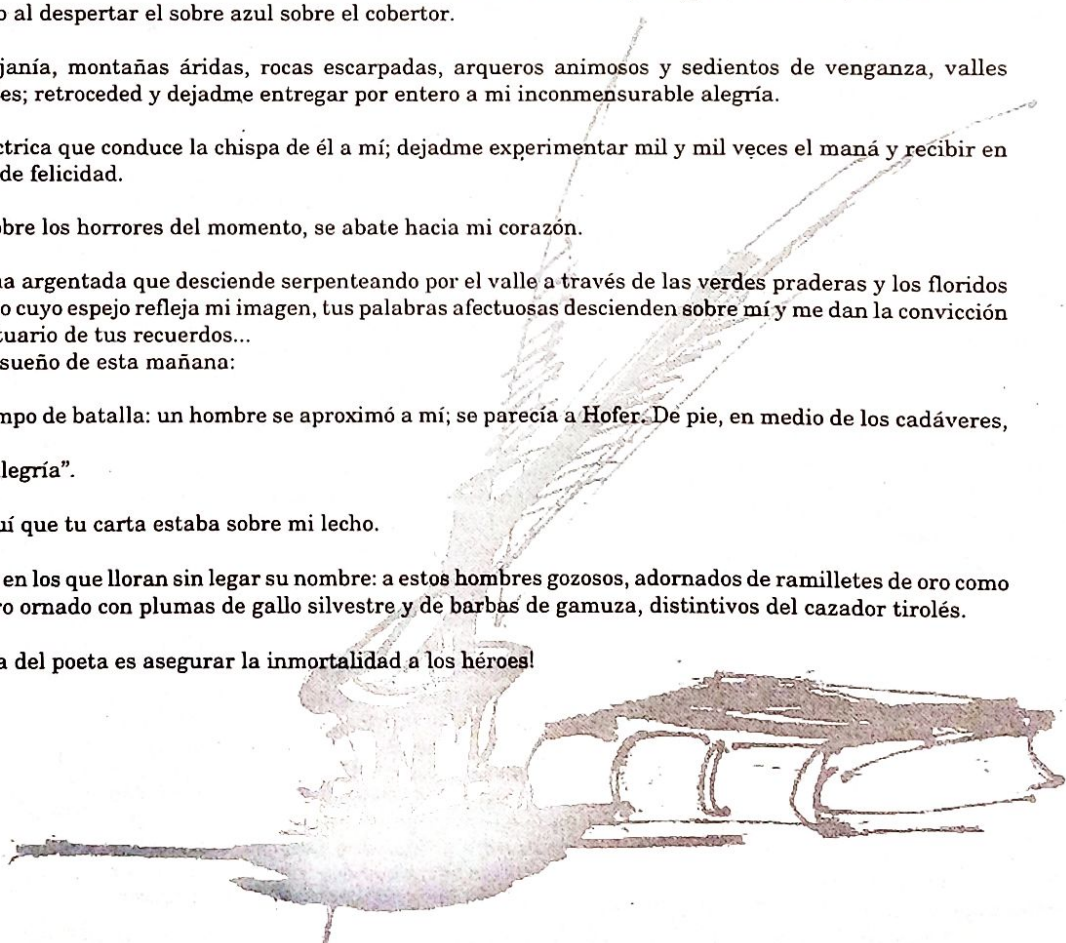 o al despertar el sobre azul sobre el cobertor.
janía, montañas áridas, rocas escarpadas, arqueros animosos y sedientos de venganza, valles
es; retroceded y dejadme entregar por entero a mi inconmensurable alegría.
ctrica que conduce la chispa de él a mí; dejadme experimentar mil y mil veces el maná y recibir en
de felicidad.
obre los horrores del momento, se abate hacia mi corazón.
a argentada que desciende serpenteando por el valle a través de las verdes praderas y los floridos
o cuyo espejo refleja mi imagen, tus palabras afectuosas descienden sobre mí y me dan la convicción
tuario de tus recuerdos...
sueño de esta mañana:
mpo de batalla: un hombre se aproximó a mí; se parecía a Hofer. De pie, en medio de los cadáveres,
legría”.
uí que tu carta estaba sobre mi lecho.
en los que lloran sin legar su nombre: a estos hombres gozosos, adornados de ramilletes de oro como
ro ornado con plumas de gallo silvestre y de barbas de gamuza, distintivos del cazador tirolés.
a del poeta es asegurar la inmortalidad a los héroes!